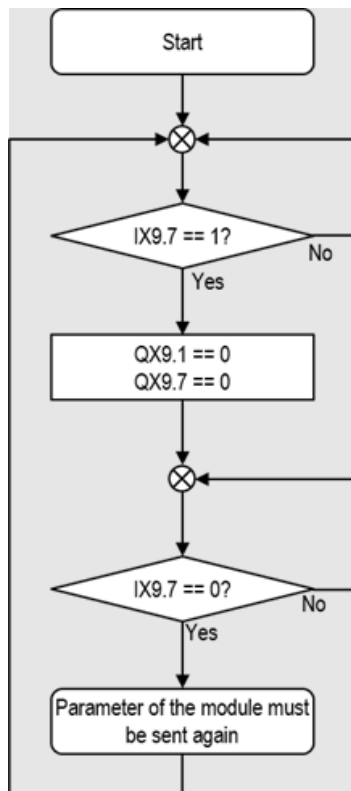 Start
IX9.7 == 1?
No
Yes
QX9.1 == 0
QX9.7 == 0
IX9.7 == 0?
No
Yes
Parameter of the module must
be sent again